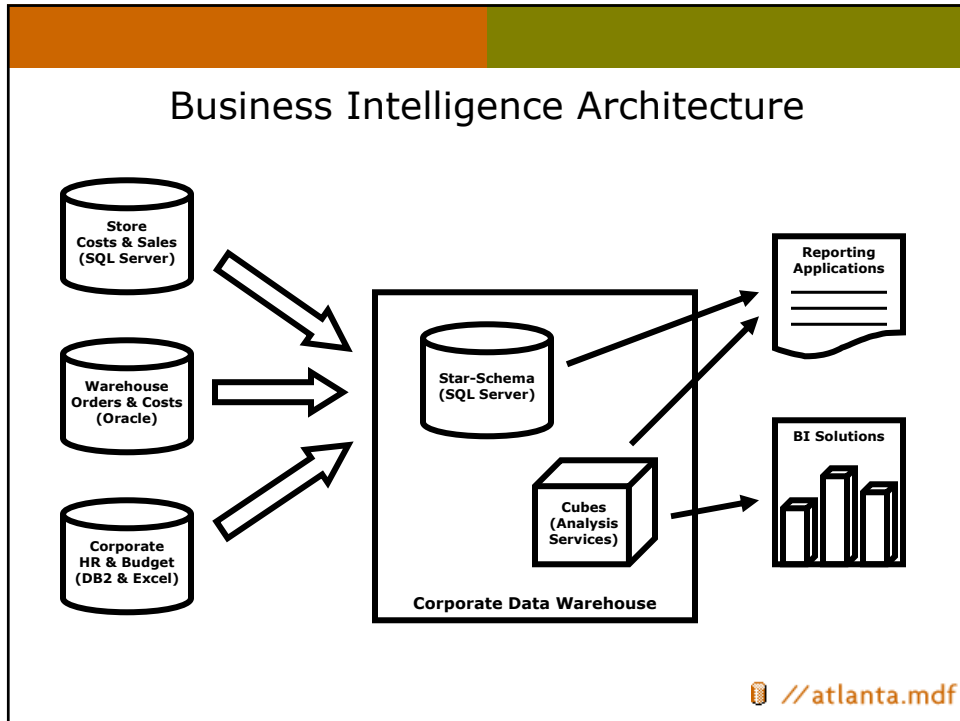 Business Intelligence Architecture
Store
Costs & Sales
(SQL Server)
Warehouse
Orders & Costs
(Oracle)
Corporate
HR & Budget
(DB2 & Excel)
Star-Schema
(SQL Server)
Cubes
(Analysis
Services)
Corporate Data Warehouse
Reporting
Applications
BI Solutions
//atlanta.mdf